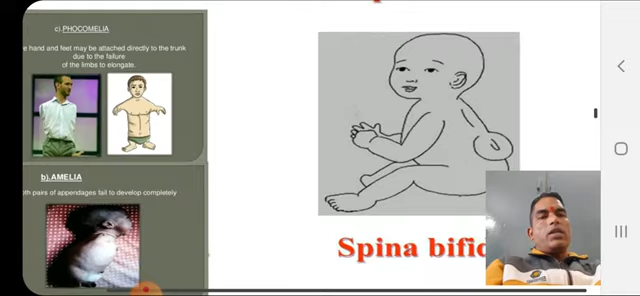 c).PHOCOMELIA
e hand and feet may be attached directly to the trunk
due to the failure
of the limbs to elongate.
b).AMELIA
oth pairs of appendages fail to develop completely
Spina bific